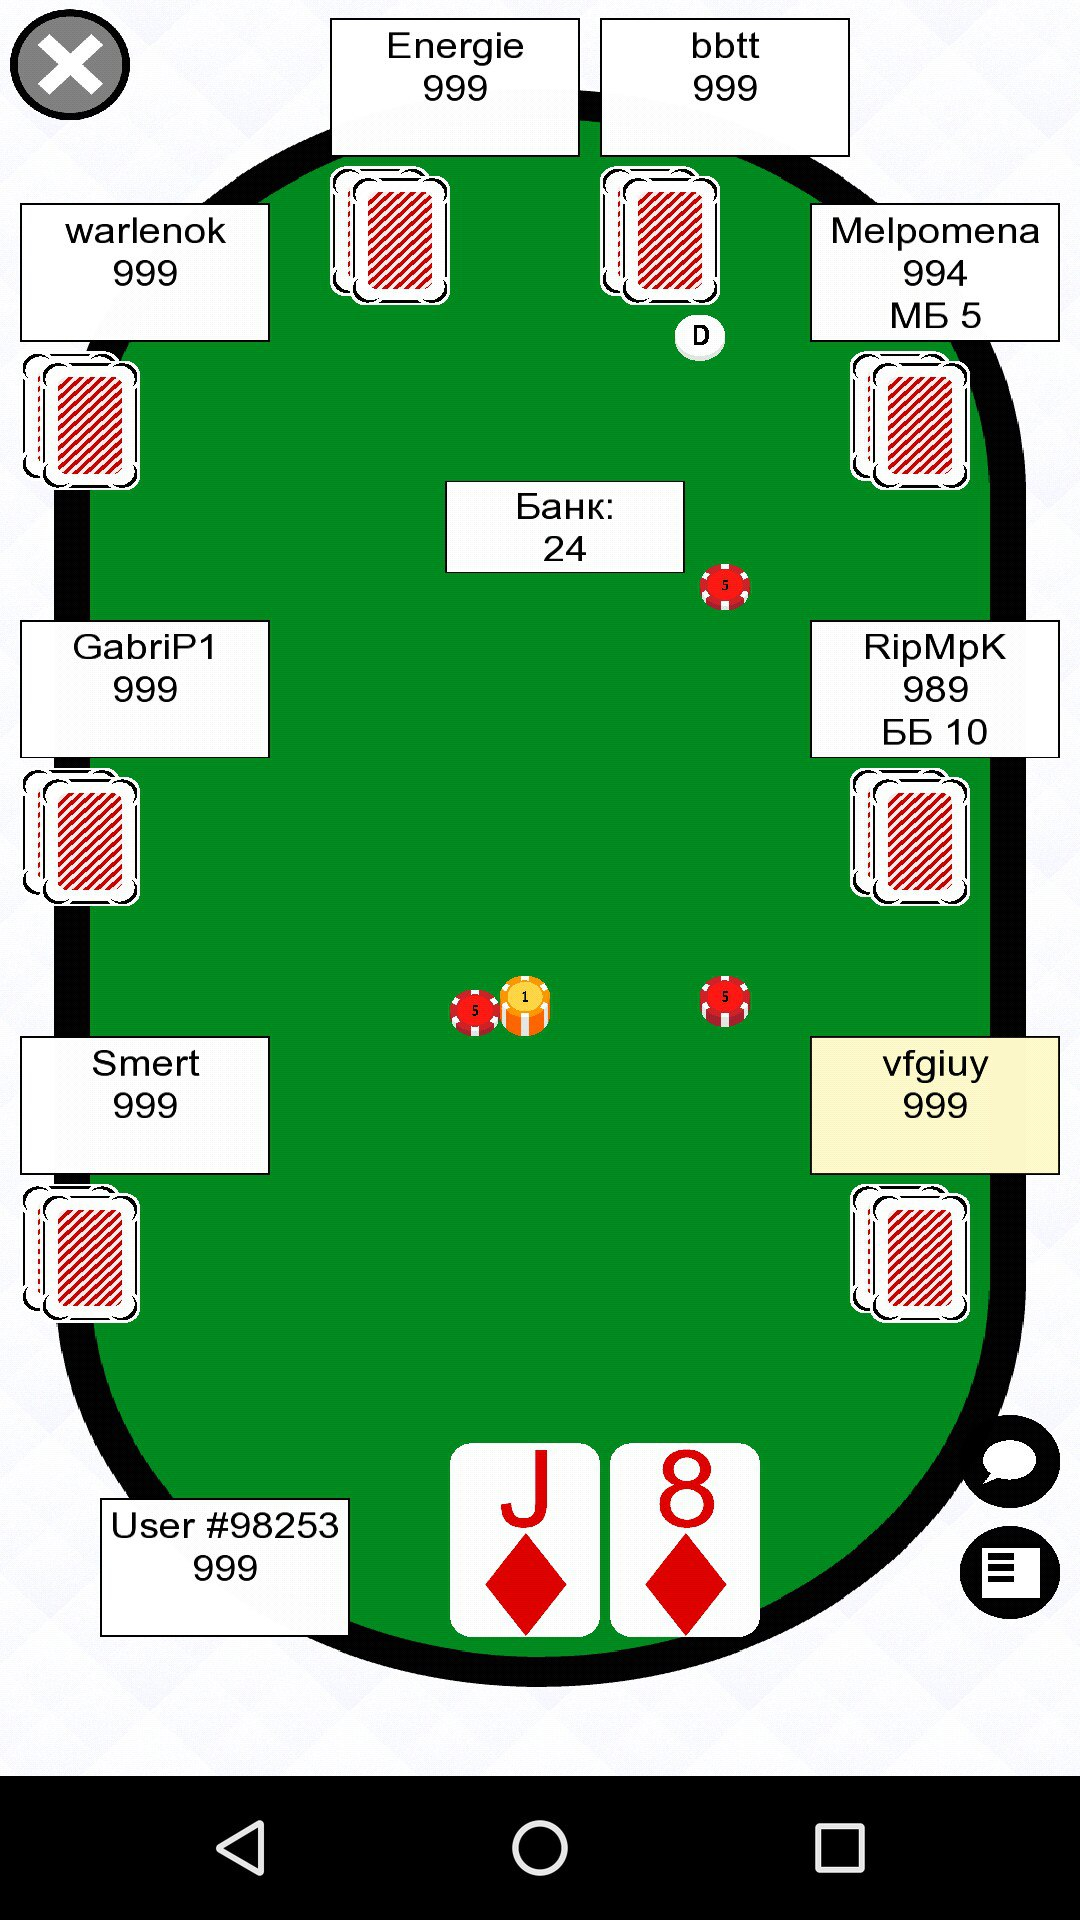 Energie
999
bbtt
999
warlenok
999
Melpomena
994
МБ 5
D
Банк:
24
5
GabriP1
999
RipMpK
989
ББ 10
5
1
5
Smert
999
vfgiuy
999
J
8
User #98253
999